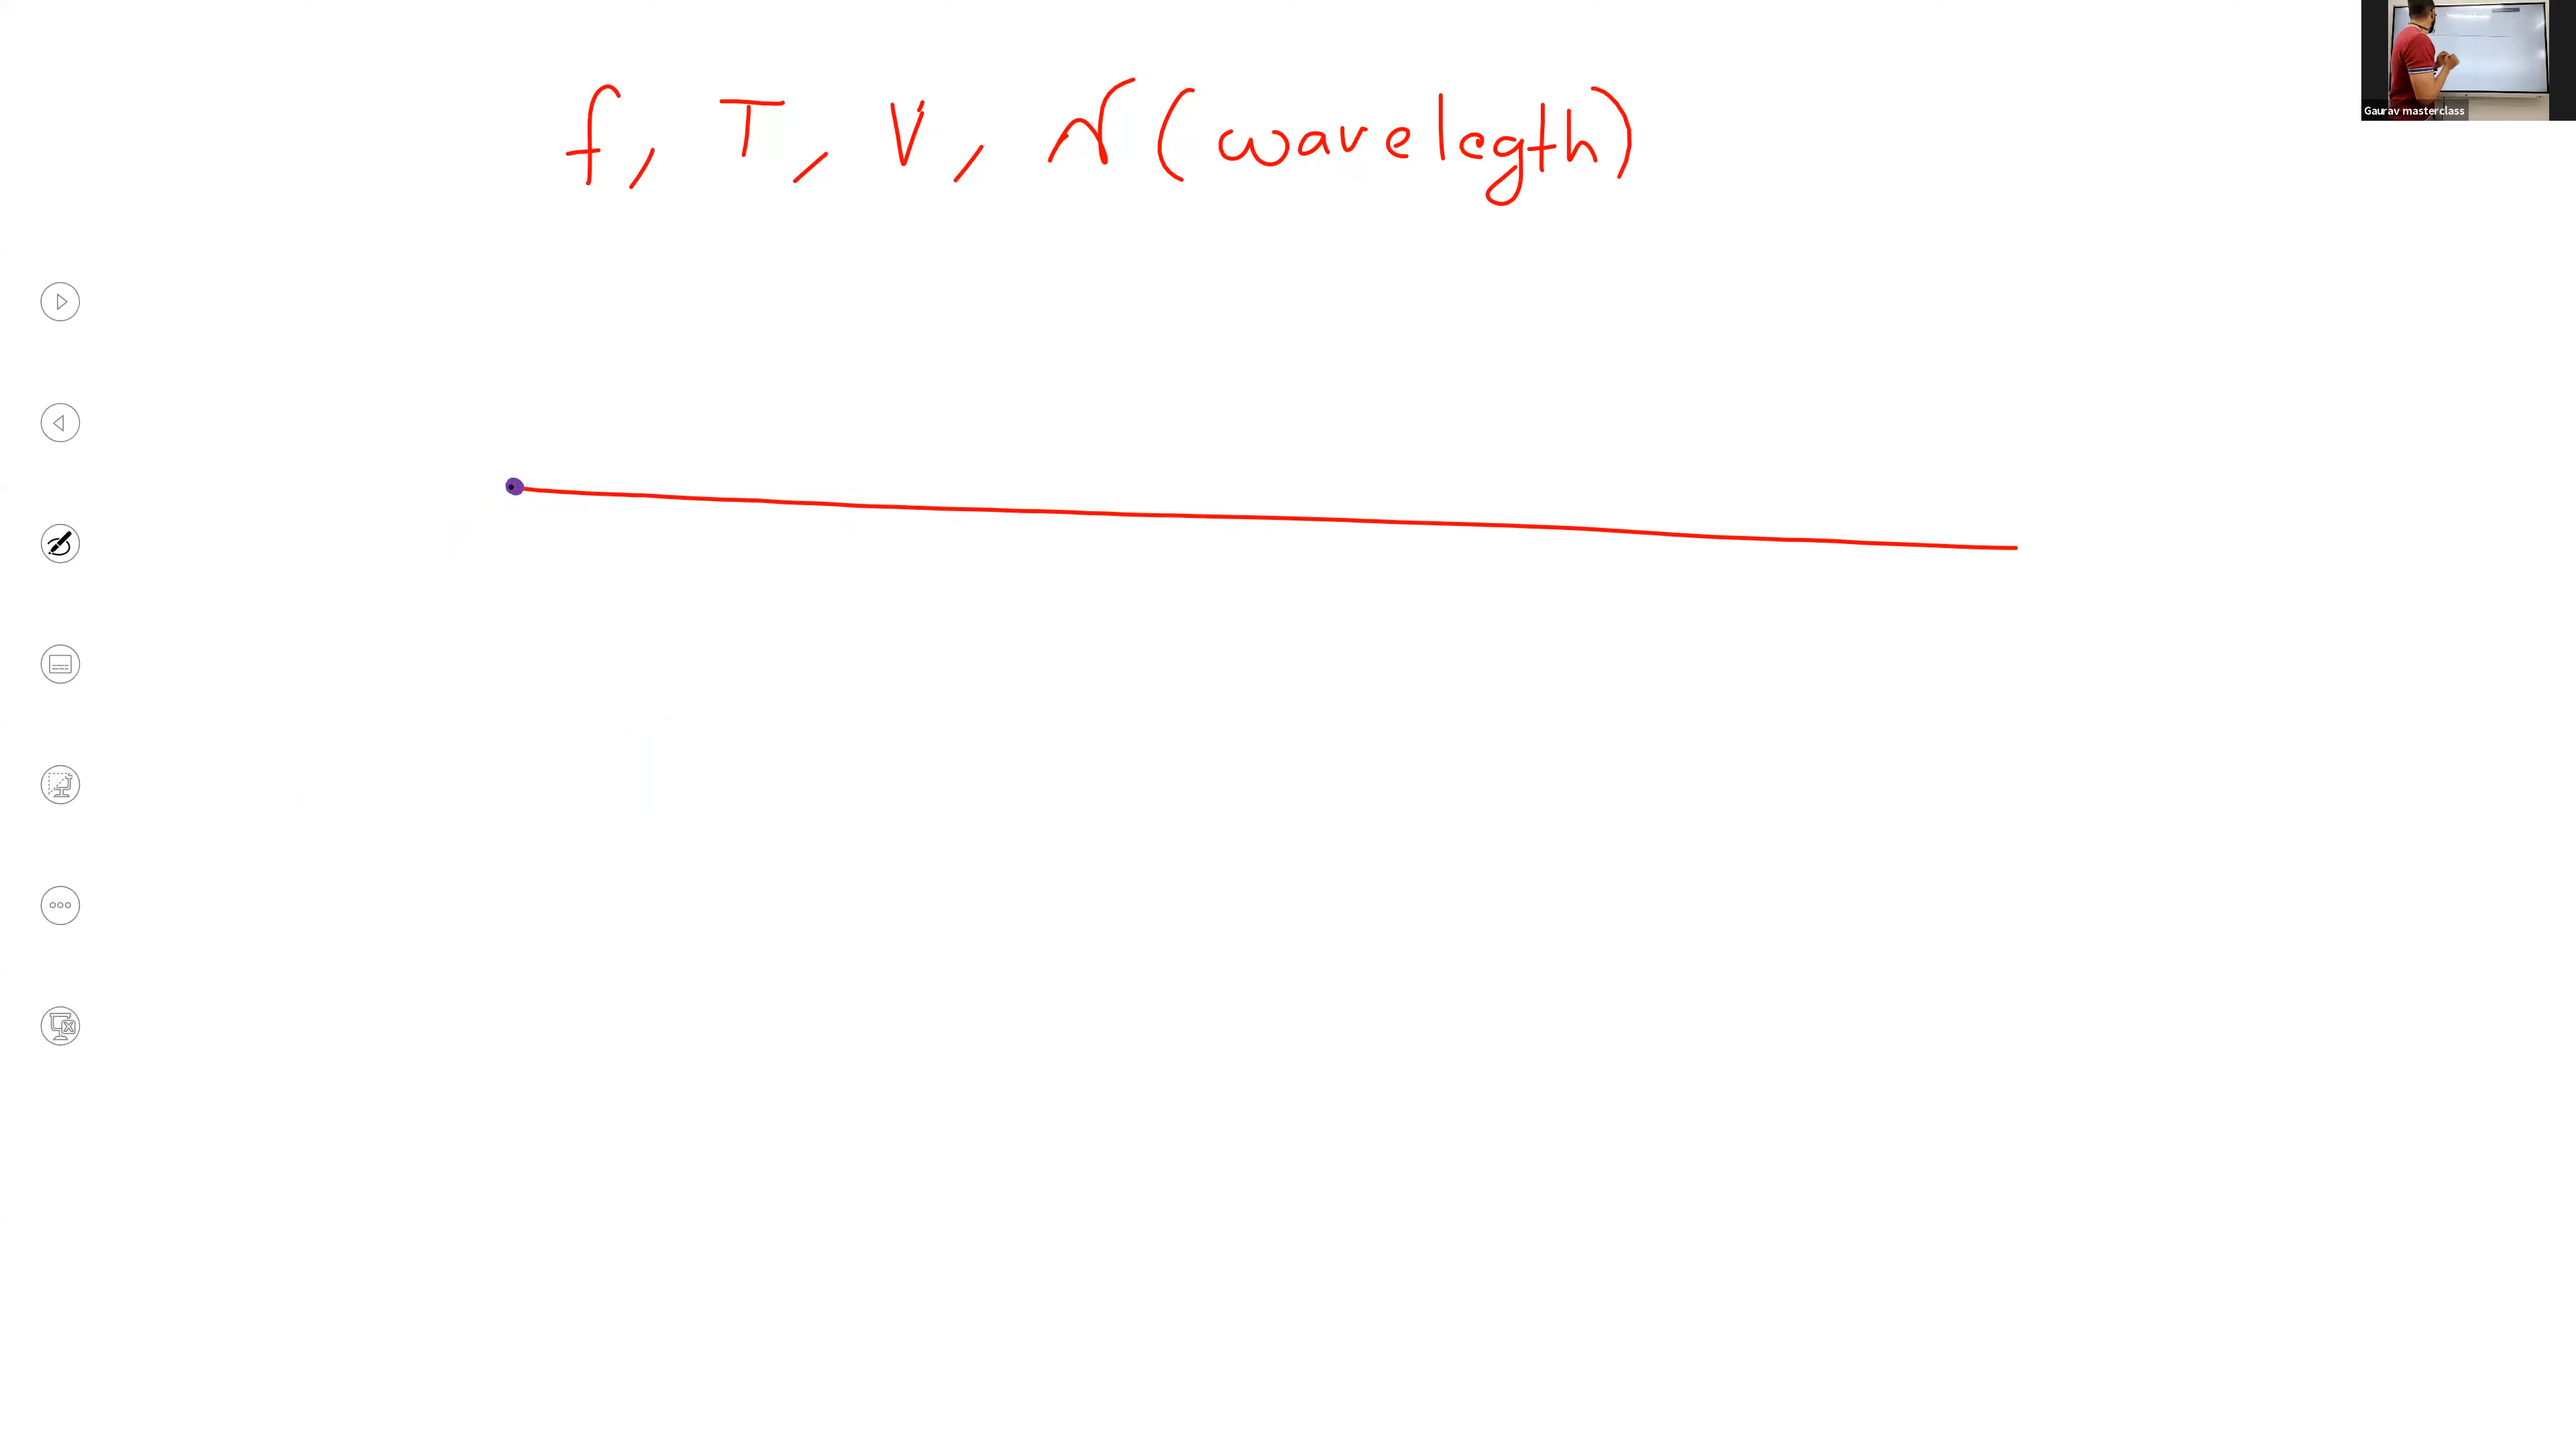 f, T, V, λ (wavelegth)
Gaurav masterclass